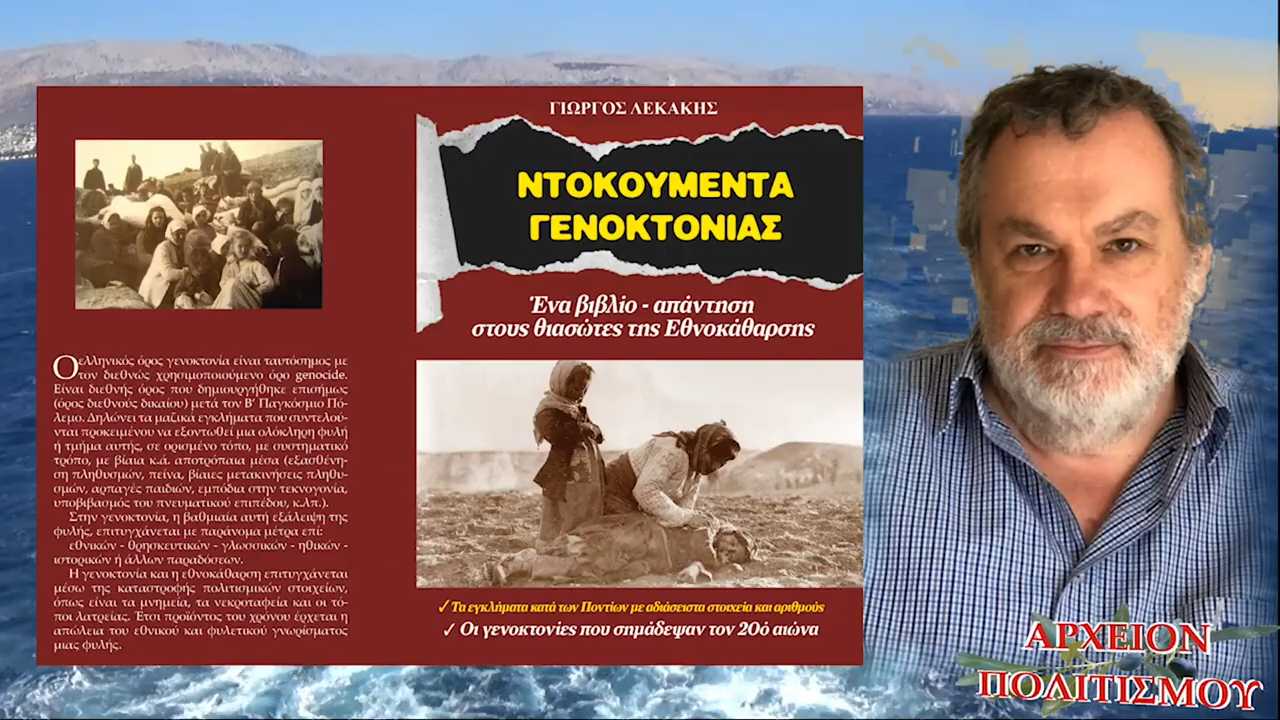 ΓΙΩΡΓΟΣ ΛΕΚΑΚΗΣ
ΝΤΟΚΟΥΜΕΝΤΑ
ΓΕΝΟΚΤΟΝΙΑΣ
Ένα βιβλίο - απάντηση
στους θιασώτες της Εθνοκάθαρσης
✓ Τα εγκλήματα κατά των Ποντίων με αδιάσειστα στοιχεία και αριθμούς
✓ Οι γενοκτονίες που σημάδεψαν τον 20ό αιώνα
Ο ελληνικός όρος γενοκτονία είναι ταυτόσημος με
τον διεθνώς χρησιμοποιούμενο όρο genocide.
Είναι διεθνής όρος που δημιουργήθηκε επισήμως
(όρος διεθνούς δικαίου) μετά τον Β' Παγκόσμιο Πό-
λεμο. Δηλώνει τα μαζικά εγκλήματα που συντελού-
νται προκειμένου να εξοντωθεί μια ολόκληρη φυλή
ή τμήμα αυτής, σε ορισμένο τόπο, με συστηματικό
τρόπο, με βίαια κ.ά. αποτρόπαια μέσα (εξασθένη-
ση πληθυσμών, πείνα, βίαιες μετακινήσεις πληθυ-
σμών, αρπαγές παιδιών, εμπόδια στην τεκνογονία,
υποβιβασμός του πνευματικού επιπέδου, κ.λπ.).
Στην γενοκτονία, η βαθμιαία αυτή εξάλειψη της
φυλής, επιτυγχάνεται με παράνομα μέτρα επί:
εθνικών - θρησκευτικών - γλωσσικών - ηθικών -
ιστορικών ή άλλων παραδόσεων.
Η γενοκτονία και η εθνοκάθαρση επιτυγχάνεται
μέσω της καταστροφής πολιτισμικών στοιχείων,
όπως είναι τα μνημεία, τα νεκροταφεία και οι τό-
ποι λατρείας. Έτσι προϊόντος του χρόνου έρχεται η
απώλεια του εθνικού και φυλετικού γνωρίσματος
μιας φυλής.
ΑΡΧΕΙΟΝ
ΠΟΛΙΤΙΣΜΟΥ